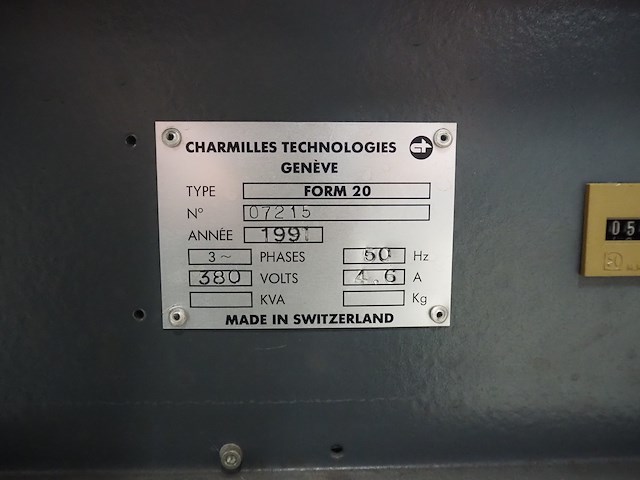 CHARMILLES TECHNOLOGIES
GENÈVE
TYPE FORM 20
Nº 07215
ANNÉE 1991
3~ PHASES 50 Hz
380 VOLTS 4,6 A
KVA Kg
MADE IN SWITZERLAND
05